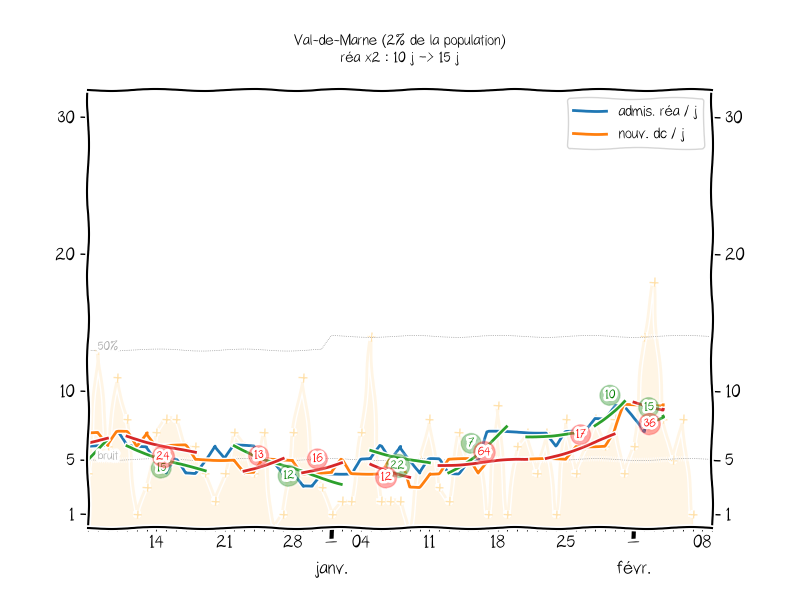 Val-de-Marne (2% de la population)
réa x2 : 10 j -> 15 j
admis. réa / j
nouv. dc / j
30 30
20 20
50%
10 10
10 15
36
17
7 64
24 13 16
15 12 12 22
bruit
5 5
1 1
14 21 28 04 11 18 25 08
janv. févr.